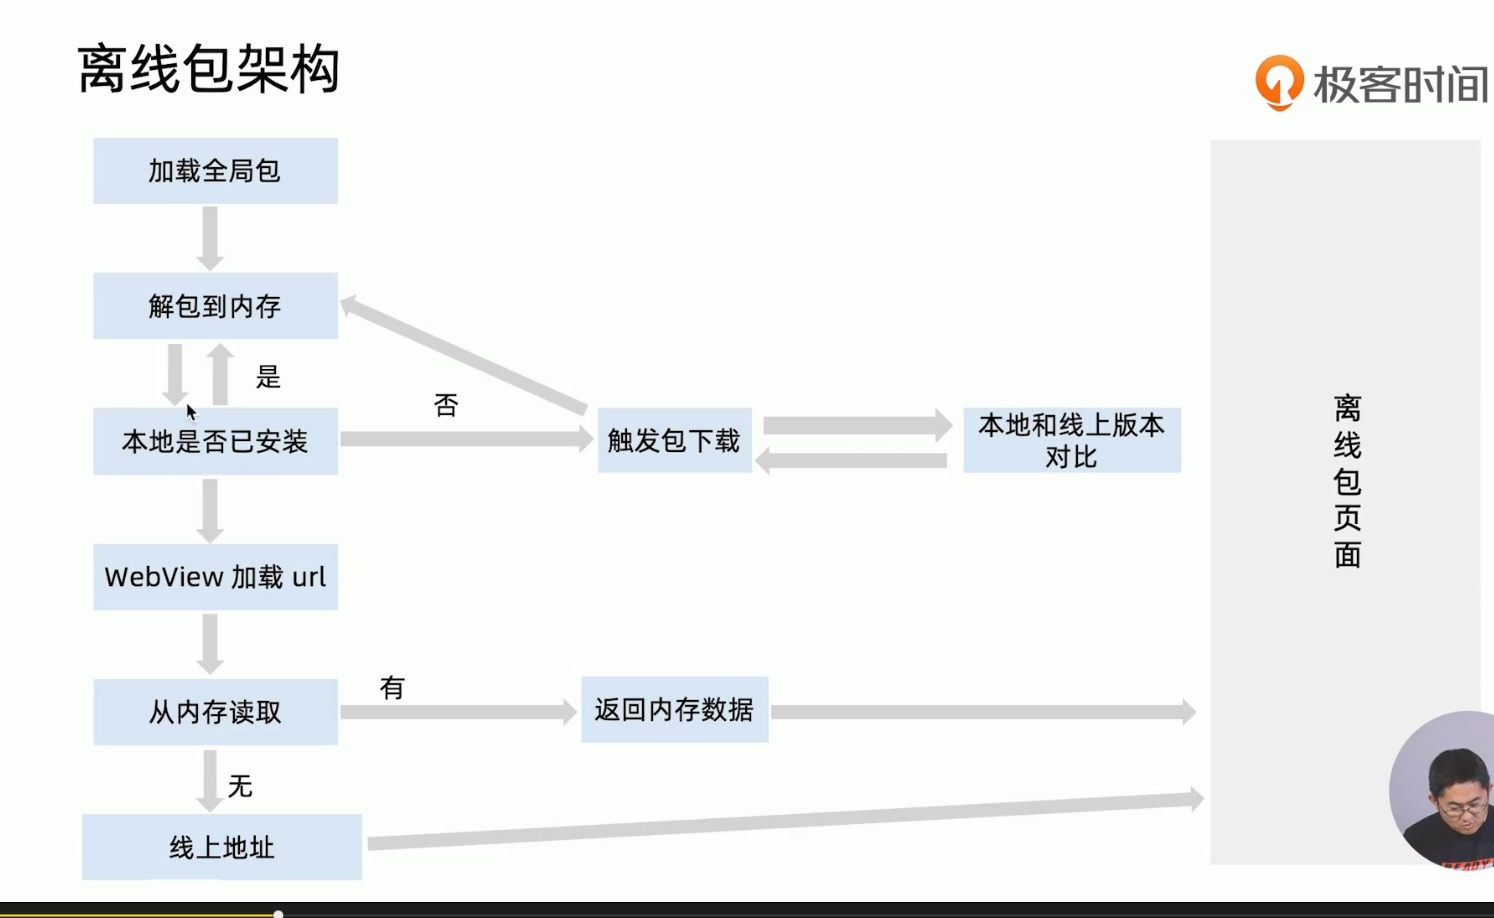 离线包架构
极客时间
加载全局包
解包到内存
是
否
本地是否已安装
触发包下载
本地和线上版本
对比
离
线
包
页
面
WebView 加载 url
从内存读取
有
返回内存数据
无
线上地址